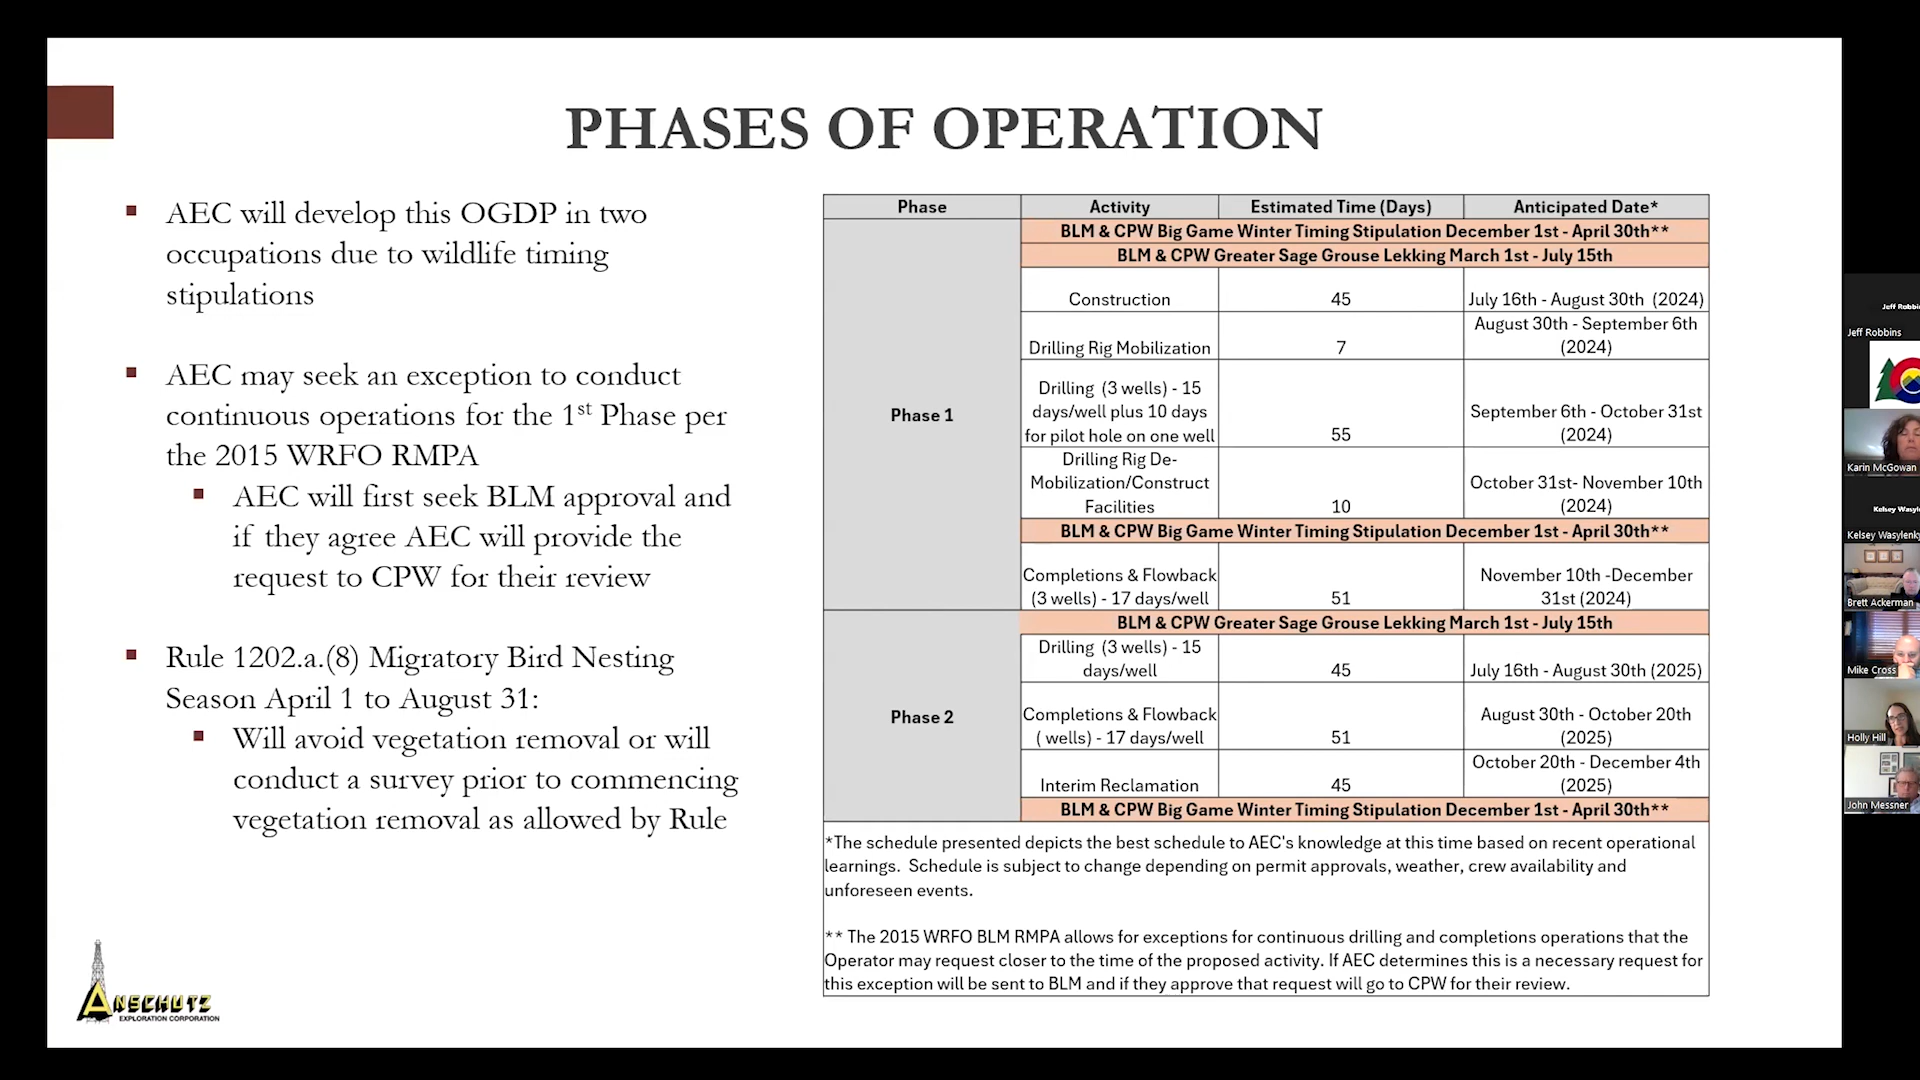 PHASES OF OPERATION
AEC will develop this OGDP in two
occupations due to wildlife timing
stipulations
AEC may seek an exception to conduct
continuous operations for the 1st Phase per
the 2015 WRFO RMPA
AEC will first seek BLM approval and
if they agree AEC will provide the
request to CPW for their review
Rule 1202.a.(8) Migratory Bird Nesting
Season April 1 to August 31:
Will avoid vegetation removal or will
conduct a survey prior to commencing
vegetation removal as allowed by Rule
ANSCHUTZ
EXPLORATION CORPORATION
Phase Activity Estimated Time (Days) Anticipated Date*
BLM & CPW Big Game Winter Timing Stipulation December 1st - April 30th**
BLM & CPW Greater Sage Grouse Lekking March 1st - July 15th
Phase 1
Construction 45 July 16th - August 30th (2024)
Drilling Rig Mobilization 7 August 30th - September 6th
(2024)
Drilling (3 wells) - 15
days/well plus 10 days
for pilot hole on one well
55
September 6th - October 31st
(2024)
Drilling Rig De-
Mobilization/Construct
Facilities
10
October 31st- November 10th
(2024)
BLM & CPW Big Game Winter Timing Stipulation December 1st - April 30th**
Completions & Flowback
(3 wells) - 17 days/well
51
November 10th -December
31st (2024)
BLM & CPW Greater Sage Grouse Lekking March 1st - July 15th
Phase 2
Drilling (3 wells) - 15
days/well
45
July 16th - August 30th (2025)
Completions & Flowback
( wells) - 17 days/well
51
August 30th - October 20th
(2025)
Interim Reclamation 45 October 20th - December 4th
(2025)
BLM & CPW Big Game Winter Timing Stipulation December 1st - April 30th**
*The schedule presented depicts the best schedule to AEC's knowledge at this time based on recent operational
learnings. Schedule is subject to change depending on permit approvals, weather, crew availability and
unforeseen events.
** The 2015 WRFO BLM RMPA allows for exceptions for continuous drilling and completions operations that the
Operator may request closer to the time of the proposed activity. If AEC determines this is a necessary request for
this exception will be sent to BLM and if they approve that request will go to CPW for their review.
Jeff Robbins
Karin McGowan
Kelsey
Brett Ackerman
Mike Cross
Holly Hill
John Messner